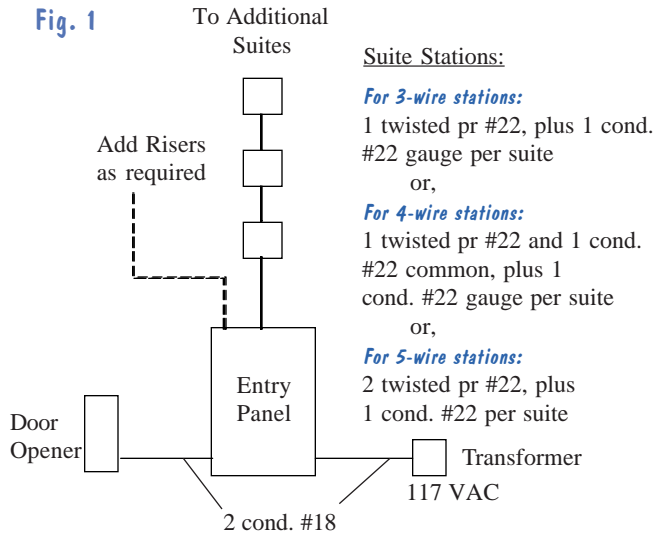 Fig. 1
To Additional
Suites
Add Risers
as required
Entry
Panel
Door
Opener
Transformer
117 VAC
2 cond. #18
Suite Stations:
For 3-wire stations:
1 twisted pr #22, plus 1 cond.
#22 gauge per suite
or,
For 4-wire stations:
1 twisted pr #22 and 1 cond.
#22 common, plus 1
cond. #22 gauge per suite
or,
For 5-wire stations:
2 twisted pr #22, plus
1 cond. #22 per suite